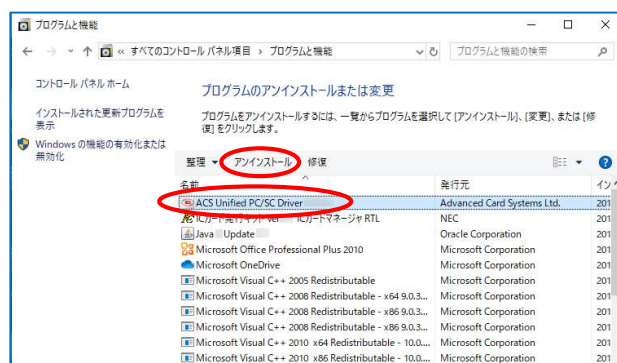 プログラムと機能
すべてのコントロール パネル項目 › プログラムと機能
プログラムと機能の検索
コントロール パネル ホーム
インストールされた更新プログラムを
表示
Windows の機能の有効化または
無効化
プログラムのアンインストールまたは変更
プログラムをアンインストールするには、一覧からプログラムを選択して [アンインストール]、[変更]、または [修
復] をクリックします。
整理 アンインストール 修復
名前 発行元
ACS Unified PC/SC Driver Advanced Card Systems Ltd. 201
ICカードマネージャ RTL NEC 201
Java Update Oracle Corporation 201
Microsoft Office Professional Plus 2010 Microsoft Corporation 201
Microsoft OneDrive Microsoft Corporation 201
Microsoft Visual C++ 2005 Redistributable Microsoft Corporation 201
Microsoft Visual C++ 2008 Redistributable - x64 9.0.3... Microsoft Corporation 201
Microsoft Visual C++ 2008 Redistributable - x86 9.0.3... Microsoft Corporation 201
Microsoft Visual C++ 2008 Redistributable - x86 9.0.3... Microsoft Corporation 201
Microsoft Visual C++ 2010 x64 Redistributable - 10.0.... Microsoft Corporation 201
Microsoft Visual C++ 2010 x86 Redistributable - 10.0.... Microsoft Corporation 201